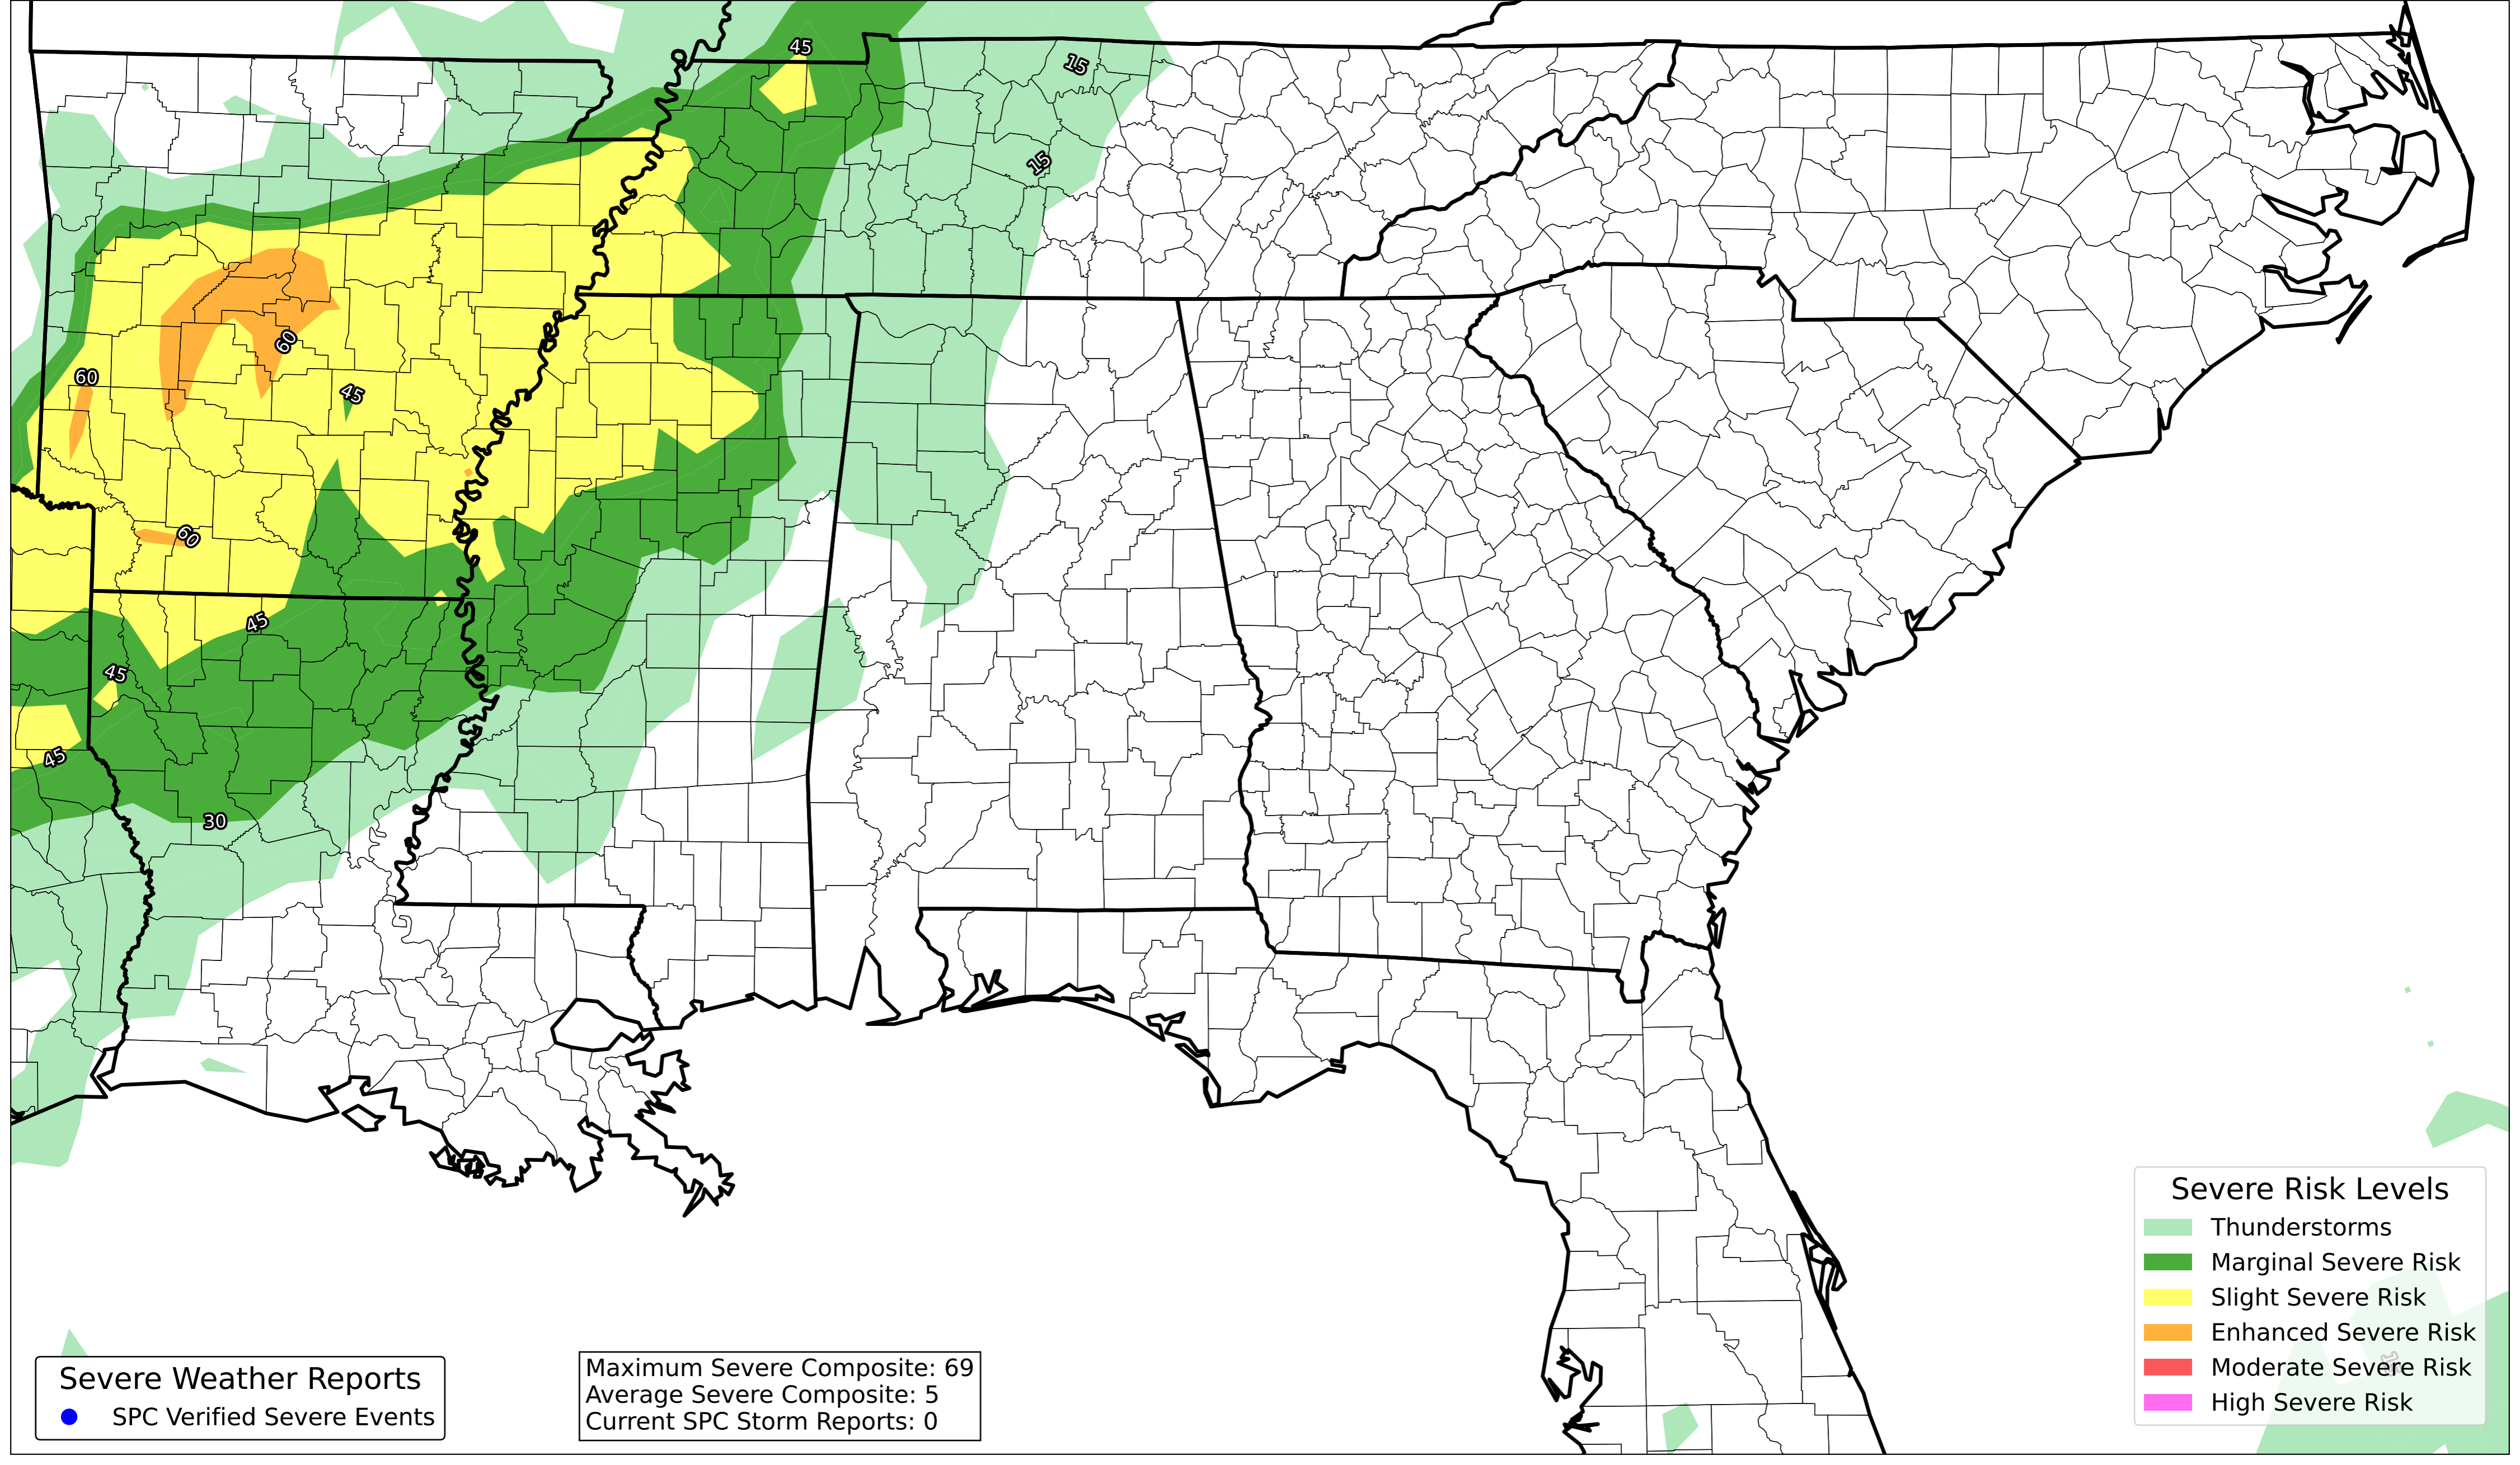 45
15
15
60
60
45
60
45
45
45
30
Severe Risk Levels
Thunderstorms
Marginal Severe Risk
Slight Severe Risk
Enhanced Severe Risk
Moderate Severe Risk
High Severe Risk
Severe Weather Reports
SPC Verified Severe Events
Maximum Severe Composite: 69
Average Severe Composite: 5
Current SPC Storm Reports: 0